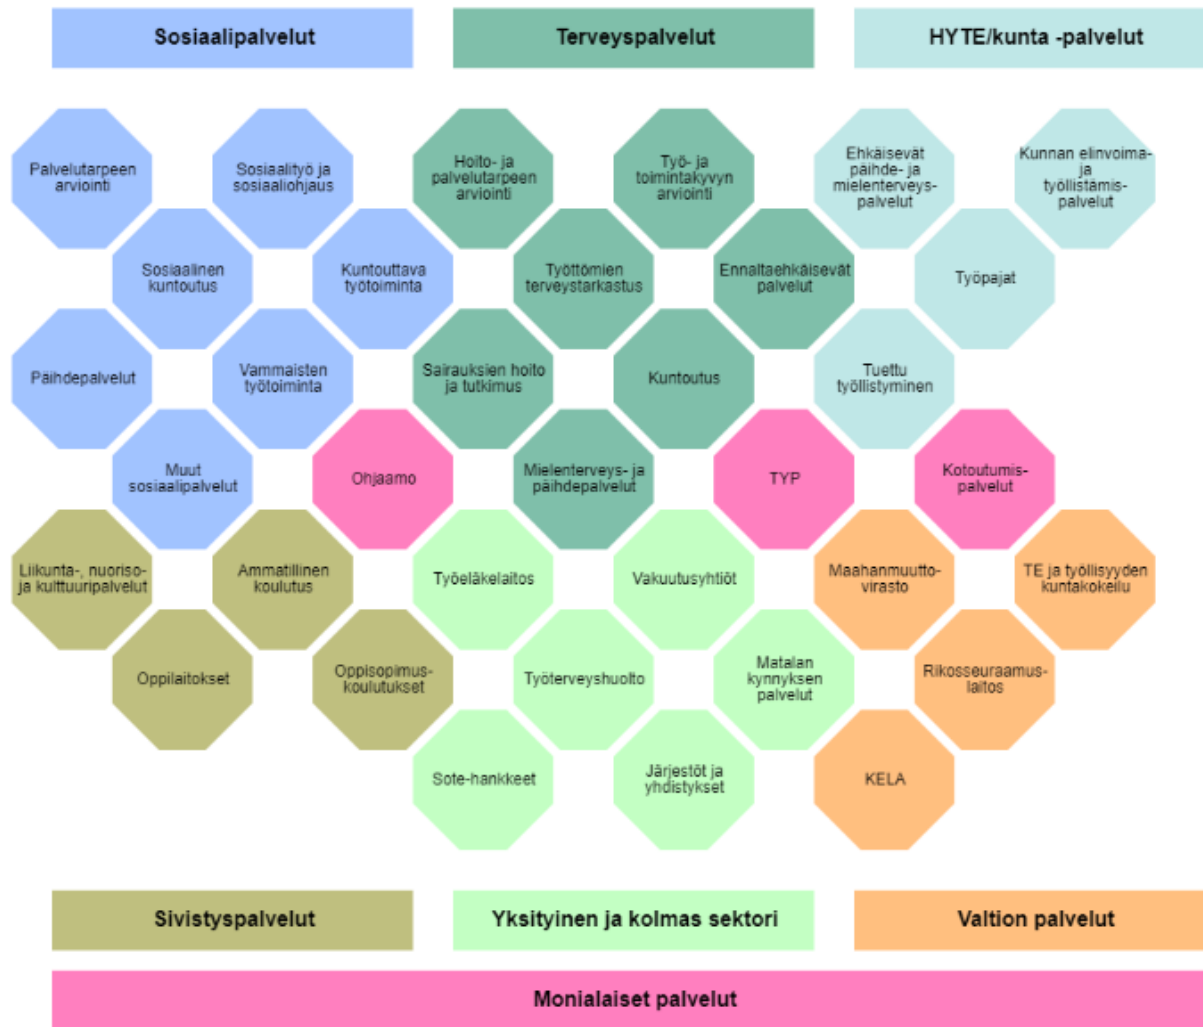 Sosiaalipalvelut
Terveyspalvelut
HYTE/kunta -palvelut
Palvelutarpeen
arviointi
Sosiaalityö ja
sosiaaliohjaus
Hoito- ja
palvelutarpeen
arviointi
Työ- ja
toimintakyvyn
arviointi
Ehkäisevät
päihde- ja
mielenterveys-
palvelut
Kunnan elinvoima-
ja
työllistämis-
palvelut
Sosiaalinen
kuntoutus
Kuntouttava
työtoiminta
Työttömien
terveystarkastus
Ennaltaehkäisevät
palvelut
Työpajat
Päihdepalvelut
Vammaisten
työtoiminta
Sairauksien hoito
ja tutkimus
Kuntoutus
Tuettu
työllistyminen
Muut
sosiaalipalvelut
Ohjaamo
Mielenterveys- ja
päihdepalvelut
TYP
Kotoutumis-
palvelut
Liikunta-, nuoriso-
ja kulttuuripalvelut
Ammatillinen
koulutus
Työeläkelaitos
Vakuutusyhtiöt
Maahanmuutto-
virasto
TE ja työllisyyden
kuntakokeilu
Oppilaitokset
Oppisopimus-
koulutukset
Työterveyshuolto
Matalan
kynnyksen
palvelut
Rikosseuraamus-
laitos
Sote-hankkeet
Järjestöt ja
yhdistykset
KELA
Sivistyspalvelut
Yksityinen ja kolmas sektori
Valtion palvelut
Monialaiset palvelut